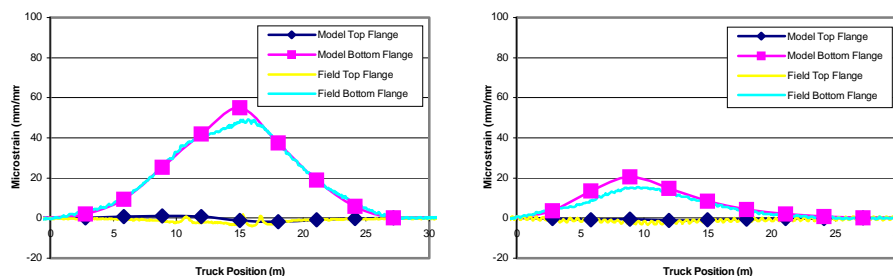 100
80
60
40
20
0
-20
Microstrain (mm/mm
Model Top Flange
Model Bottom Flange
Field Top Flange
Field Bottom Flange
0 5 10 15 20 25 30
Truck Position (m)
100
80
60
40
20
0
-20
Microstrain (mm/mm
Model Top Flange
Model Bottom Flange
Field Top Flange
Field Bottom Flange
0 5 10 15 20 25
Truck Position (m)